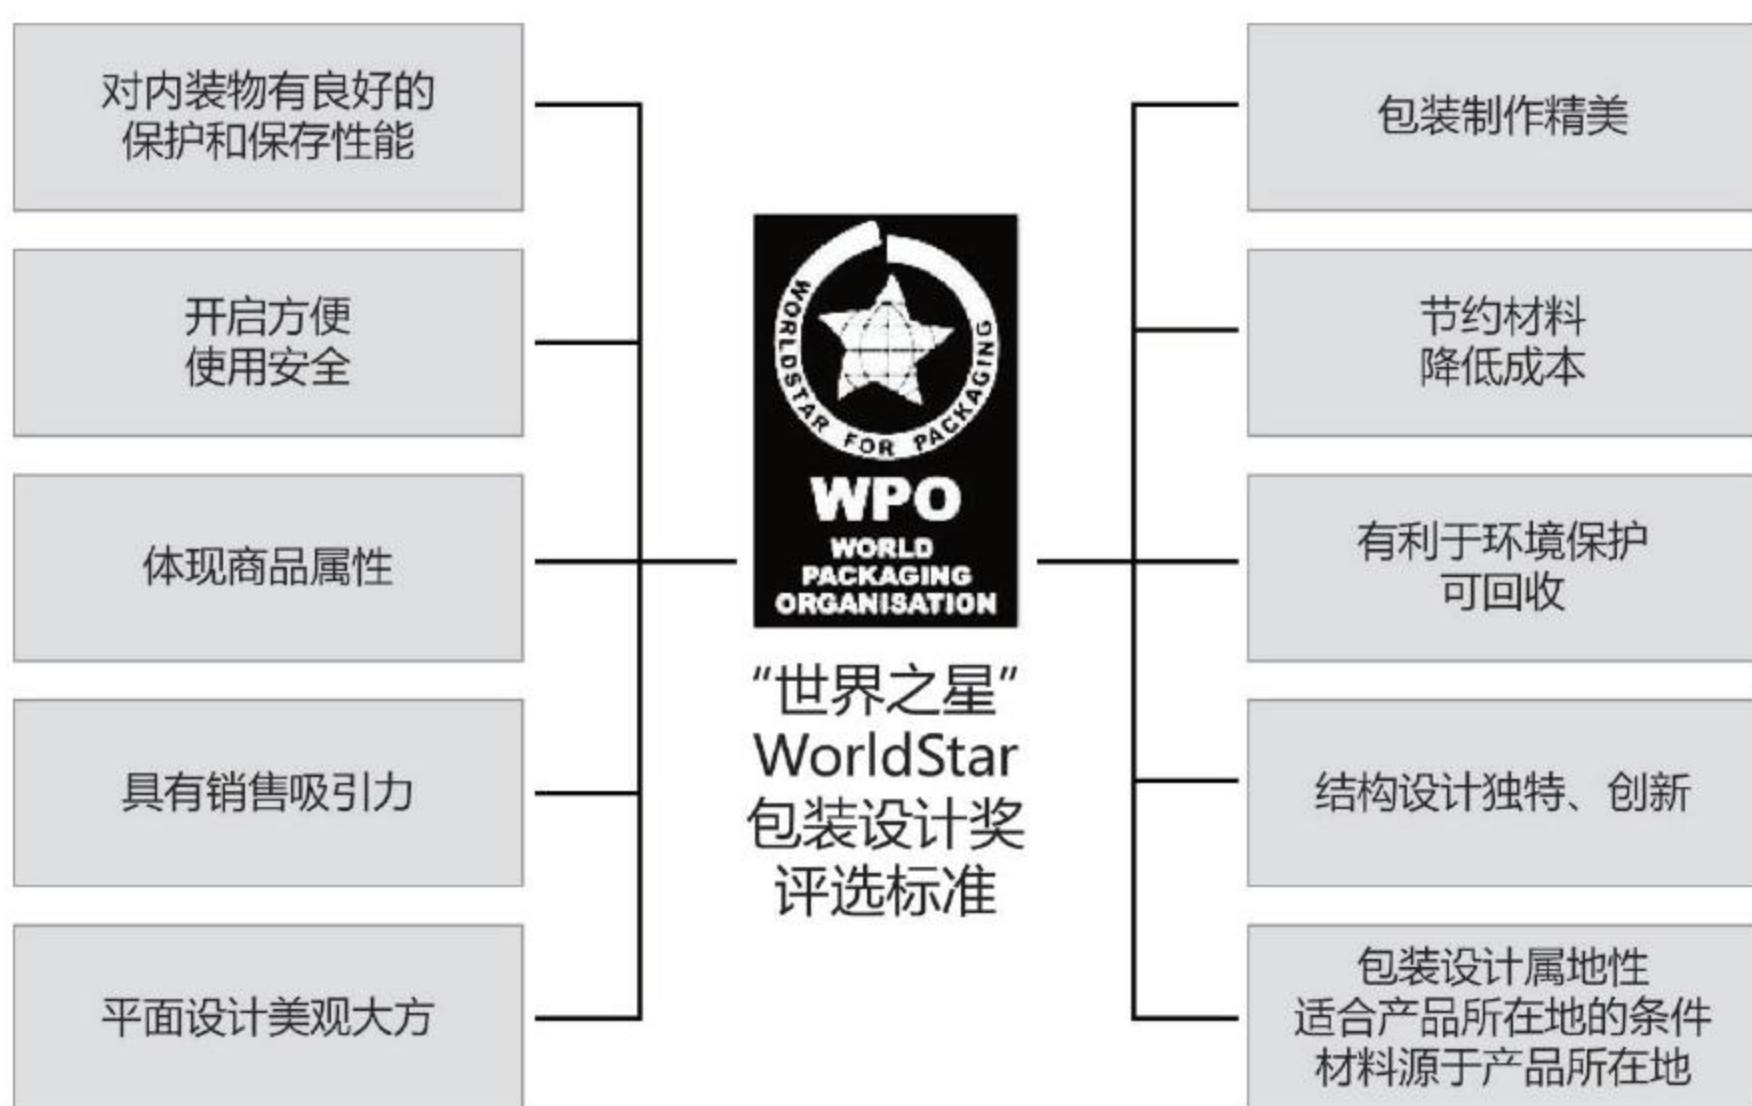 对内装物有良好的
保护和保存性能
开启方便
使用安全
体现商品属性
具有销售吸引力
平面设计美观大方
WORLDSTAR FOR PACKAGING
WPO
WORLD
PACKAGING
ORGANISATION
“世界之星”
WorldStar
包装设计奖
评选标准
包装制作精美
节约材料
降低成本
有利于环境保护
可回收
结构设计独特、创新
包装设计属地性
适合产品所在地的条件
材料源于产品所在地